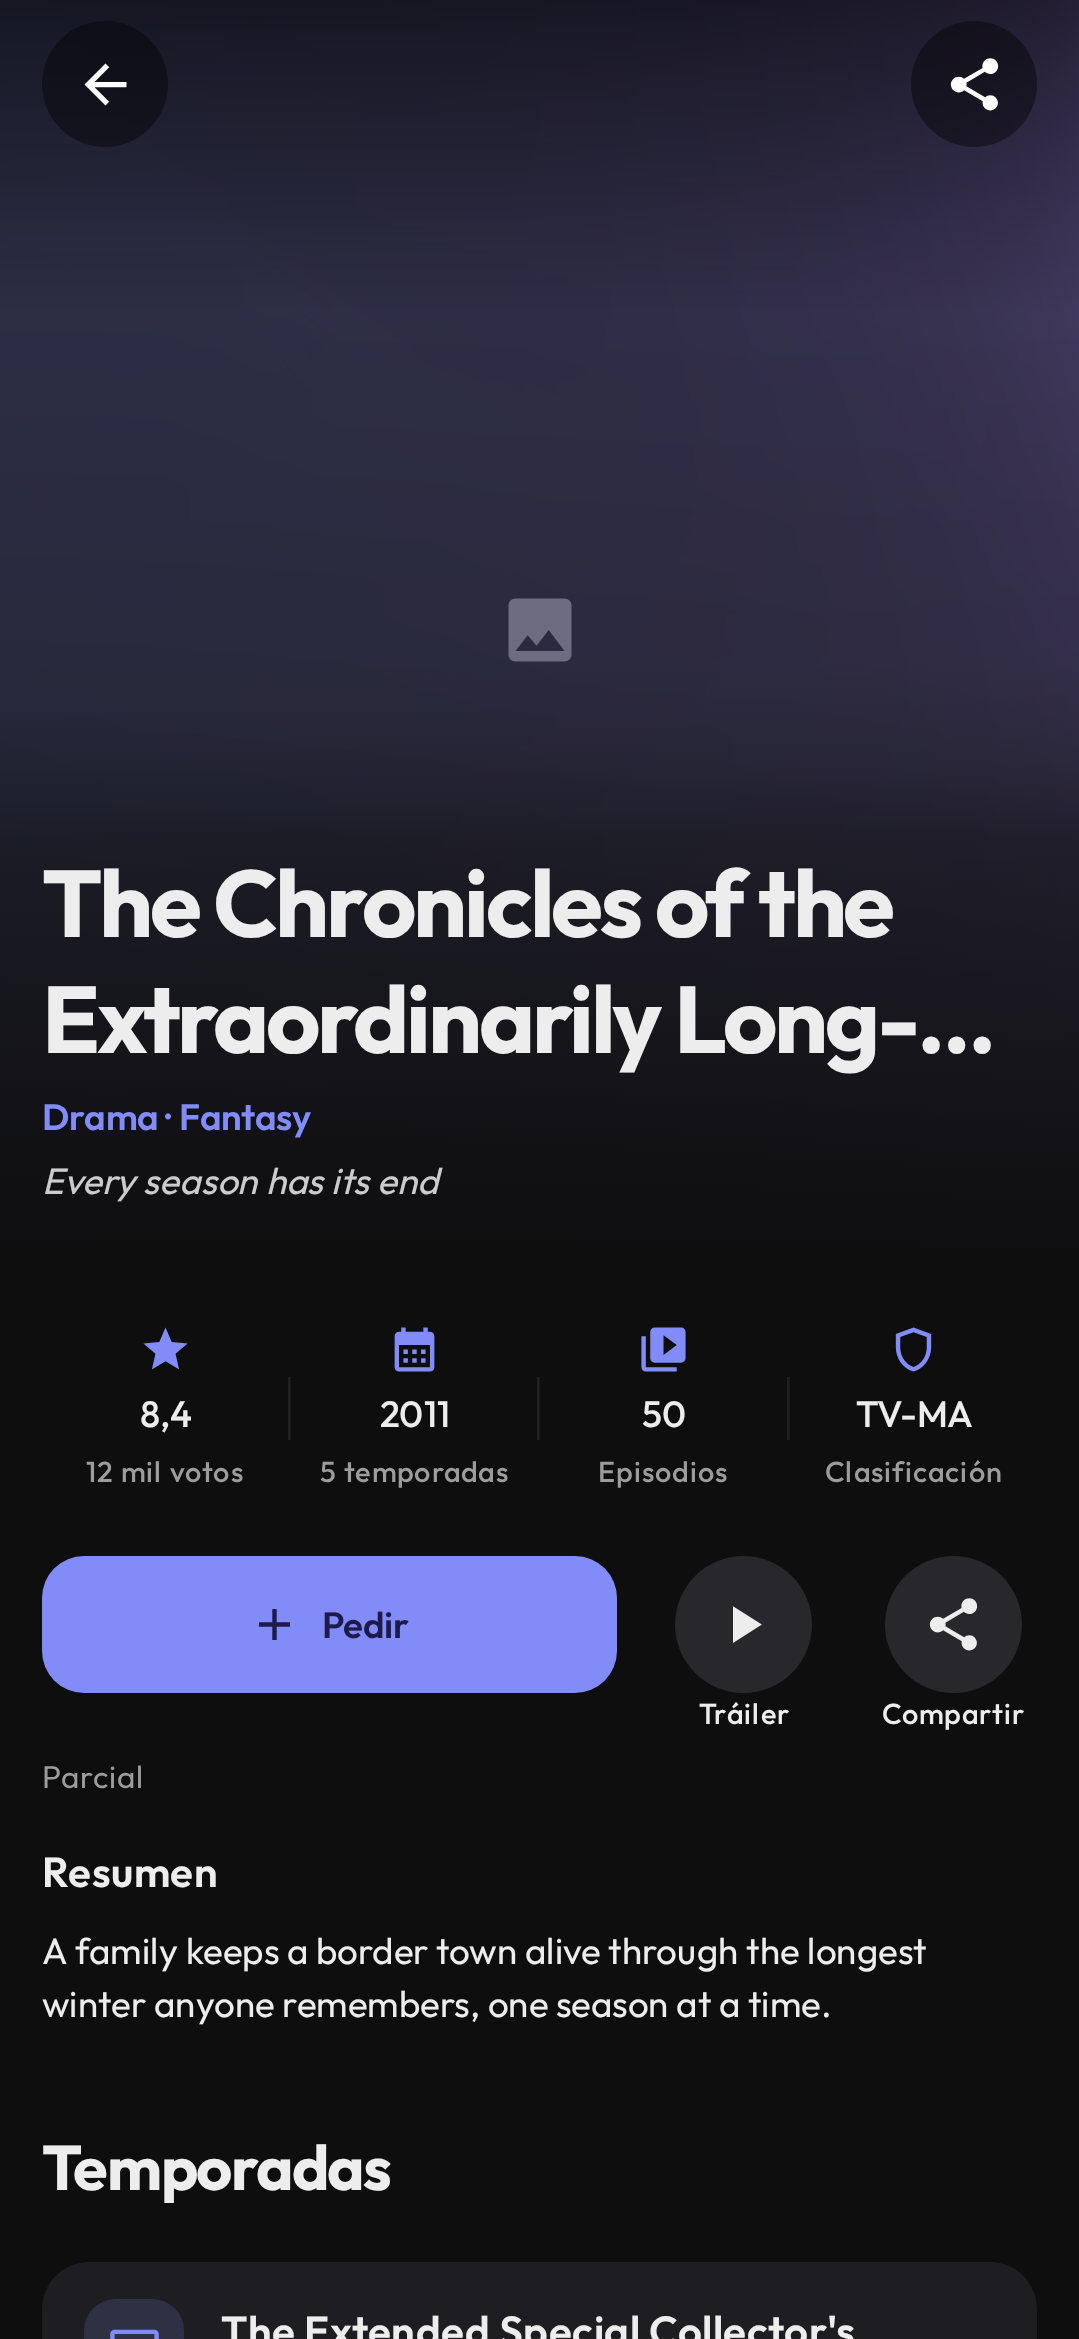 The Chronicles of the
Extraordinarily Long-...
Drama · Fantasy
Every season has its end
8,4
12 mil votos
2011
5 temporadas
50
Episodios
TV-MA
Clasificación
Pedir
Tráiler
Compartir
Parcial
Resumen
A family keeps a border town alive through the longest
winter anyone remembers, one season at a time.
Temporadas
The Extended Special Collector's